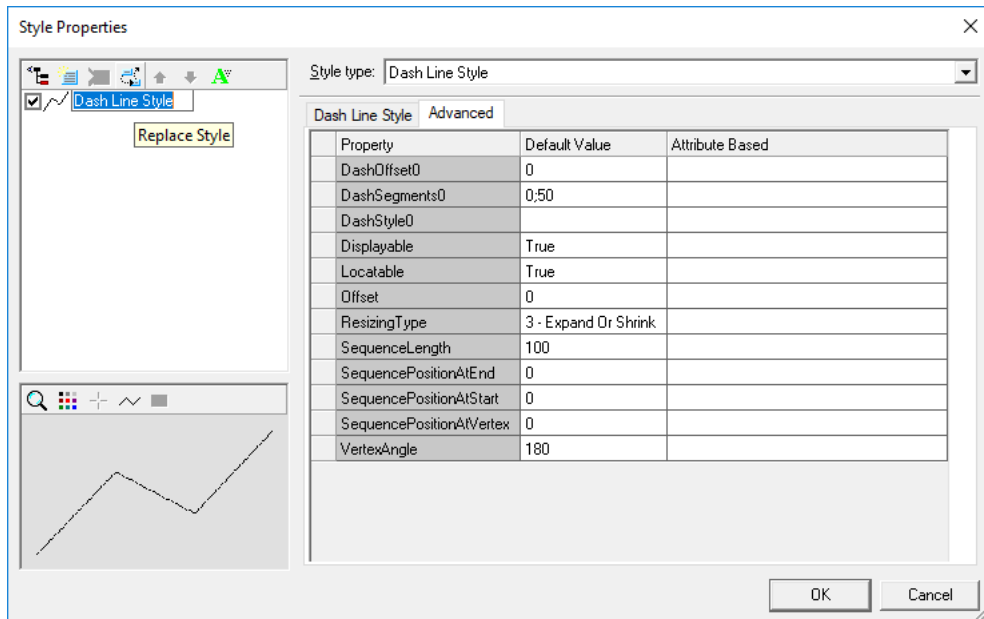 Style Properties
Style type: Dash Line Style
Dash Line Style
Replace Style
Dash Line Style Advanced
Property Default Value Attribute Based
DashOffset0 0
DashSegments0 0;50
DashStyle0
Displayable True
Locatable True
Offset 0
ResizingType 3 - Expand Or Shrink
SequenceLength 100
SequencePositionAtEnd 0
SequencePositionAtStart 0
SequencePositionAtVertex 0
VertexAngle 180
OK Cancel